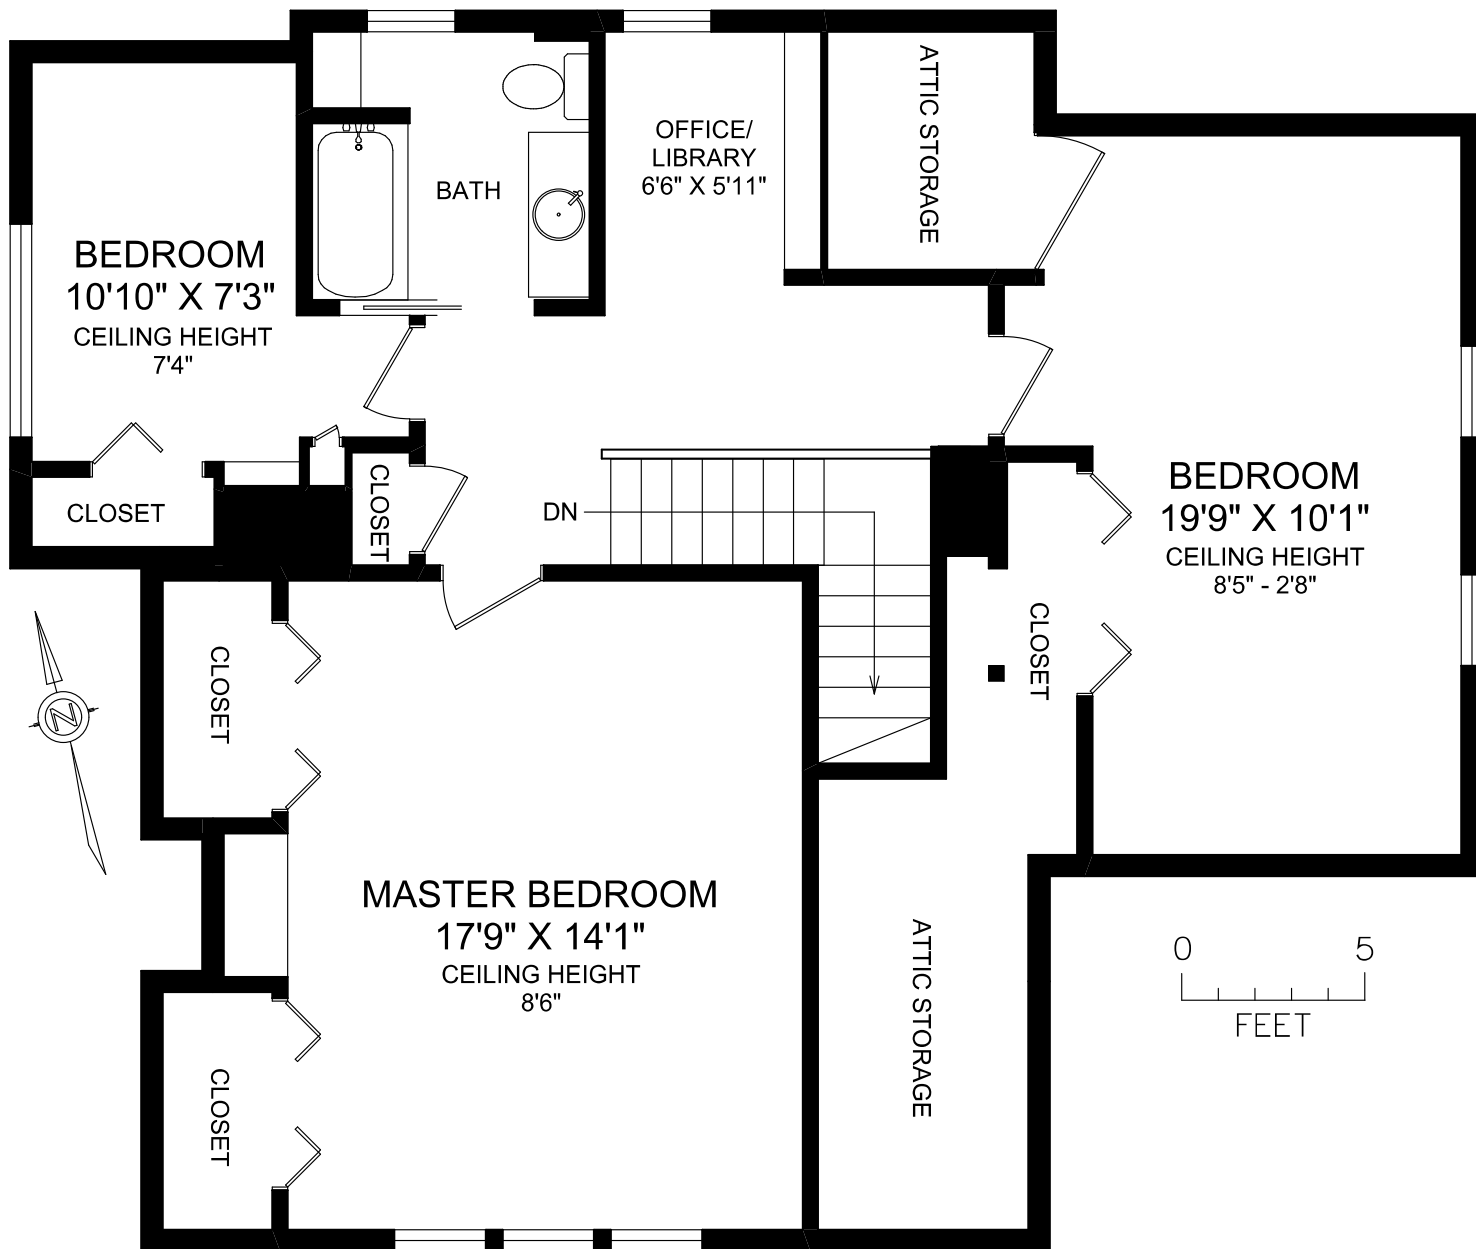 ATTIC STORAGE
OFFICE/
LIBRARY
6'6" X 5'11"
BATH
BEDROOM
10'10" X 7'3"
CEILING HEIGHT
7'4"
CLOSET
CLOSET
DN
BEDROOM
19'9" X 10'1"
CEILING HEIGHT
8'5" - 2'8"
CLOSET
CLOSET
N
MASTER BEDROOM
17'9" X 14'1"
CEILING HEIGHT
8'6"
ATTIC STORAGE
0 5
FEET
CLOSET